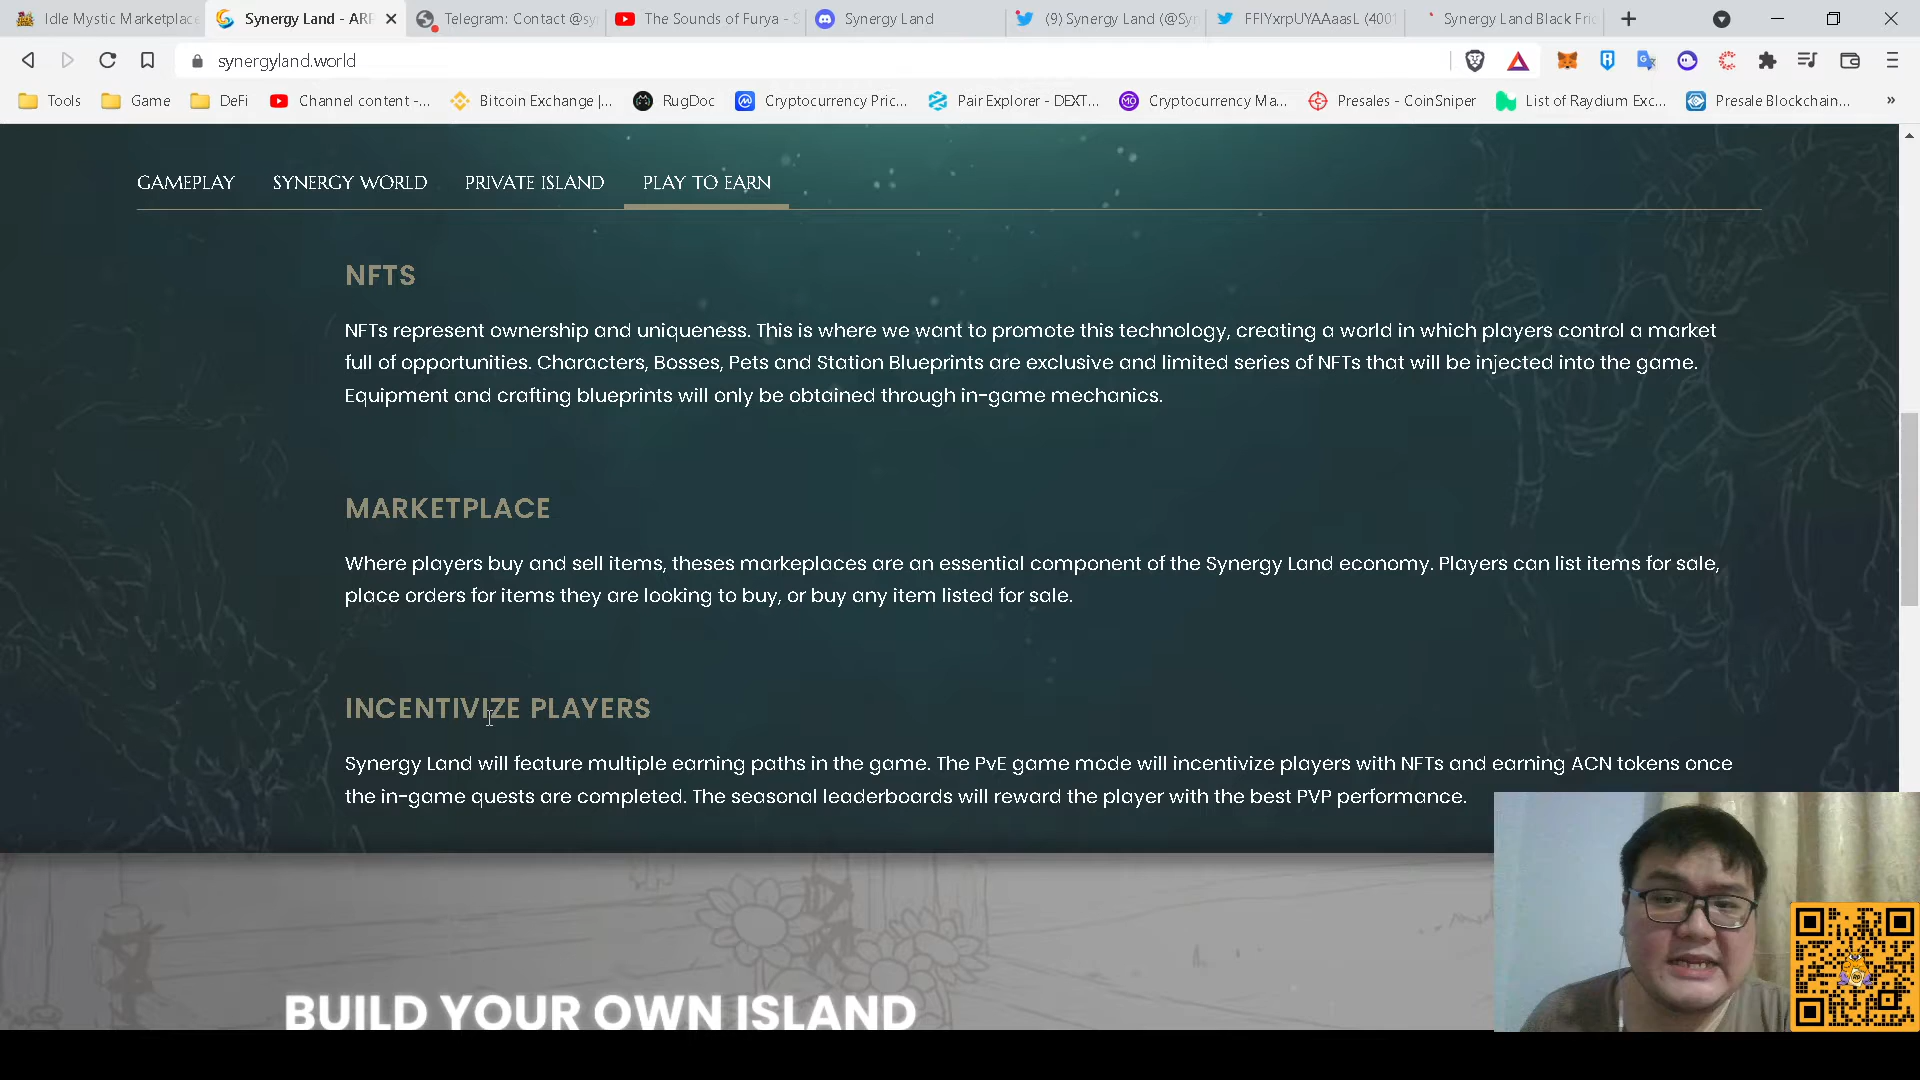 Idle Mystic Marketplace
Synergy Land - ARP
Telegram: Contact @sy
The Sounds of Furya - S
Synergy Land
(9) Synergy Land (@Syn
FFIYxrpUYAAaasL (4001
Synergy Land Black Fri
synergyland.world
Tools
Game
DeFi
Channel content -...
Bitcoin Exchange |...
RugDoc
Cryptocurrency Pric...
Pair Explorer - DEXT...
Cryptocurrency Ma...
Presales - CoinSniper
List of Raydium Exc...
Presale Blockchain...
»
GAMEPLAY
SYNERGY WORLD
PRIVATE ISLAND
PLAY TO EARN
NFTS
NFTs represent ownership and uniqueness. This is where we want to promote this technology, creating a world in which players control a market
full of opportunities. Characters, Bosses, Pets and Station Blueprints are exclusive and limited series of NFTs that will be injected into the game.
Equipment and crafting blueprints will only be obtained through in-game mechanics.
MARKETPLACE
Where players buy and sell items, theses markeplaces are an essential component of the Synergy Land economy. Players can list items for sale,
place orders for items they are looking to buy, or buy any item listed for sale.
INCENTIVIZE PLAYERS
Synergy Land will feature multiple earning paths in the game. The PvE game mode will incentivize players with NFTs and earning ACN tokens once
the in-game quests are completed. The seasonal leaderboards will reward the player with the best PVP performance.
BUILD YOUR OWN ISLAND